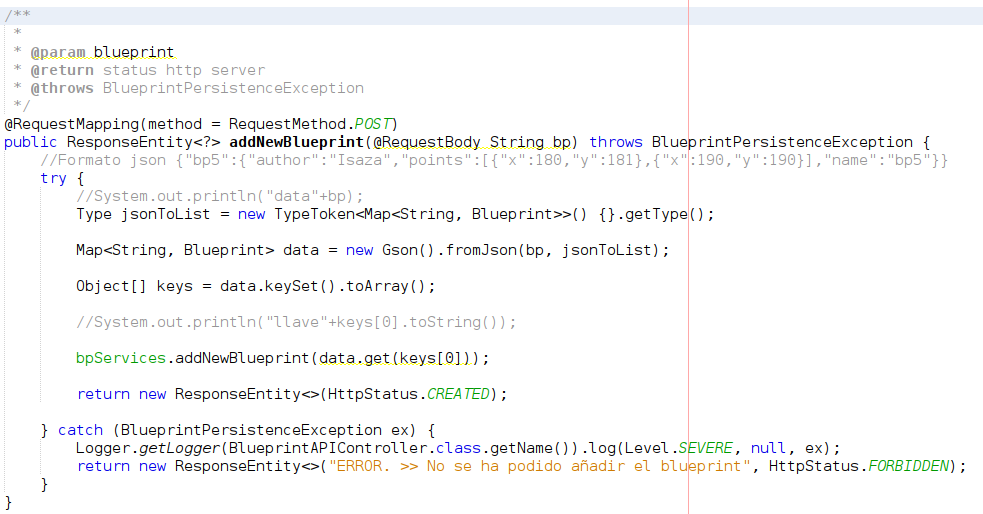 /**
 *
 * @param blueprint
 * @return status http server
 * @throws BlueprintPersistenceException
 */
@RequestMapping(method = RequestMethod.POST)
public ResponseEntity<?> addNewBlueprint(@RequestBody String bp) throws BlueprintPersistenceException {
    //Formato json {"bp5":{"author":"Isaza","points":[{"x":180,"y":181},{"x":190,"y":190}],"name":"bp5"}}
    try {
        //System.out.println("data"+bp);
        Type jsonToList = new TypeToken<Map<String, Blueprint>>() {}.getType();
        Map<String, Blueprint> data = new Gson().fromJson(bp, jsonToList);
        Object[] keys = data.keySet().toArray();
        //System.out.println("llave"+keys[0].toString());
        bpServices.addNewBlueprint(data.get(keys[0]));
        return new ResponseEntity<>(HttpStatus.CREATED);
    } catch (BlueprintPersistenceException ex) {
        Logger.getLogger(BlueprintAPIController.class.getName()).log(Level.SEVERE, null, ex);
        return new ResponseEntity<>("ERROR. >> No se ha podido añadir el blueprint", HttpStatus.FORBIDDEN);
    }
}